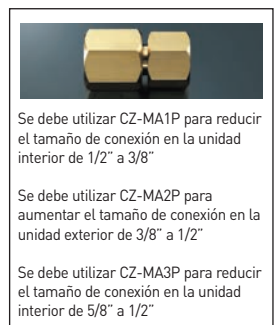 Se debe utilizar CZ-MA1P para reducir
el tamaño de conexión en la unidad
interior de 1/2˝ a 3/8˝
Se debe utilizar CZ-MA2P para
aumentar el tamaño de conexión en la
unidad exterior de 3/8˝ a 1/2˝
Se debe utilizar CZ-MA3P para reducir
el tamaño de conexión en la unidad
interior de 5/8˝ a 1/2˝